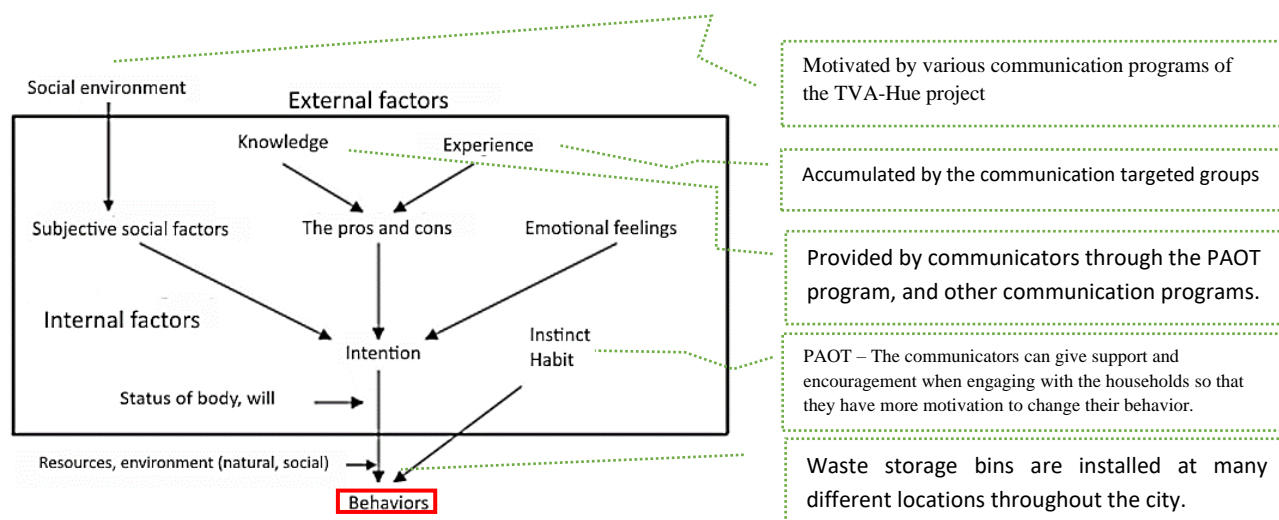 Social environment
External factors
Knowledge
Experience
Subjective social factors
The pros and cons
Emotional feelings
Internal factors
Intention
Instinct
Habit
Status of body, will
Resources, environment (natural, social)
Behaviors
Motivated by various communication programs of
the TVA-Hue project
Accumulated by the communication targeted groups
Provided by communicators through the PAOT
program, and other communication programs.
PAOT – The communicators can give support and
encouragement when engaging with the households so that
they have more motivation to change their behavior.
Waste storage bins are installed at many
different locations throughout the city.